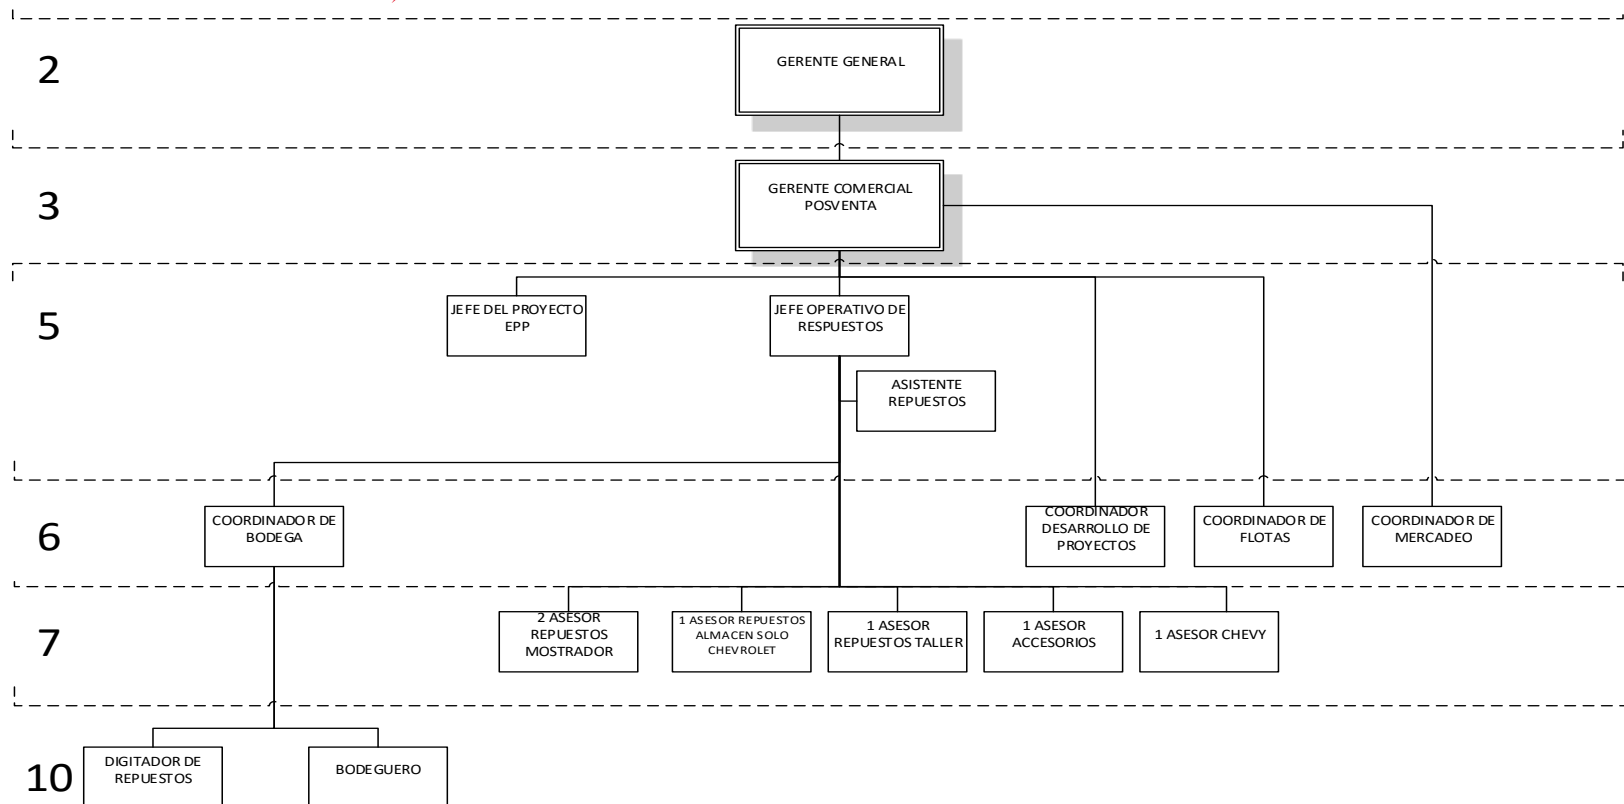 2
GERENTE GENERAL
3
GERENTE COMERCIAL
POSVENTA
5
JEFE DEL PROYECTO
EPP
JEFE OPERATIVO DE
RESPUESTOS
ASISTENTE
REPUESTOS
6
COORDINADOR DE
BODEGA
COORDINADOR
DESARROLLO DE
PROYECTOS
COORDINADOR DE
FLOTAS
COORDINADOR DE
MERCADEO
7
2 ASESOR
REPUESTOS
MOSTRADOR
1 ASESOR REPUESTOS
ALMACEN SOLO
CHEVROLET
1 ASESOR
REPUESTOS TALLER
1 ASESOR
ACCESORIOS
1 ASESOR CHEVY
10
DIGITADOR DE
REPUESTOS
BODEGUERO